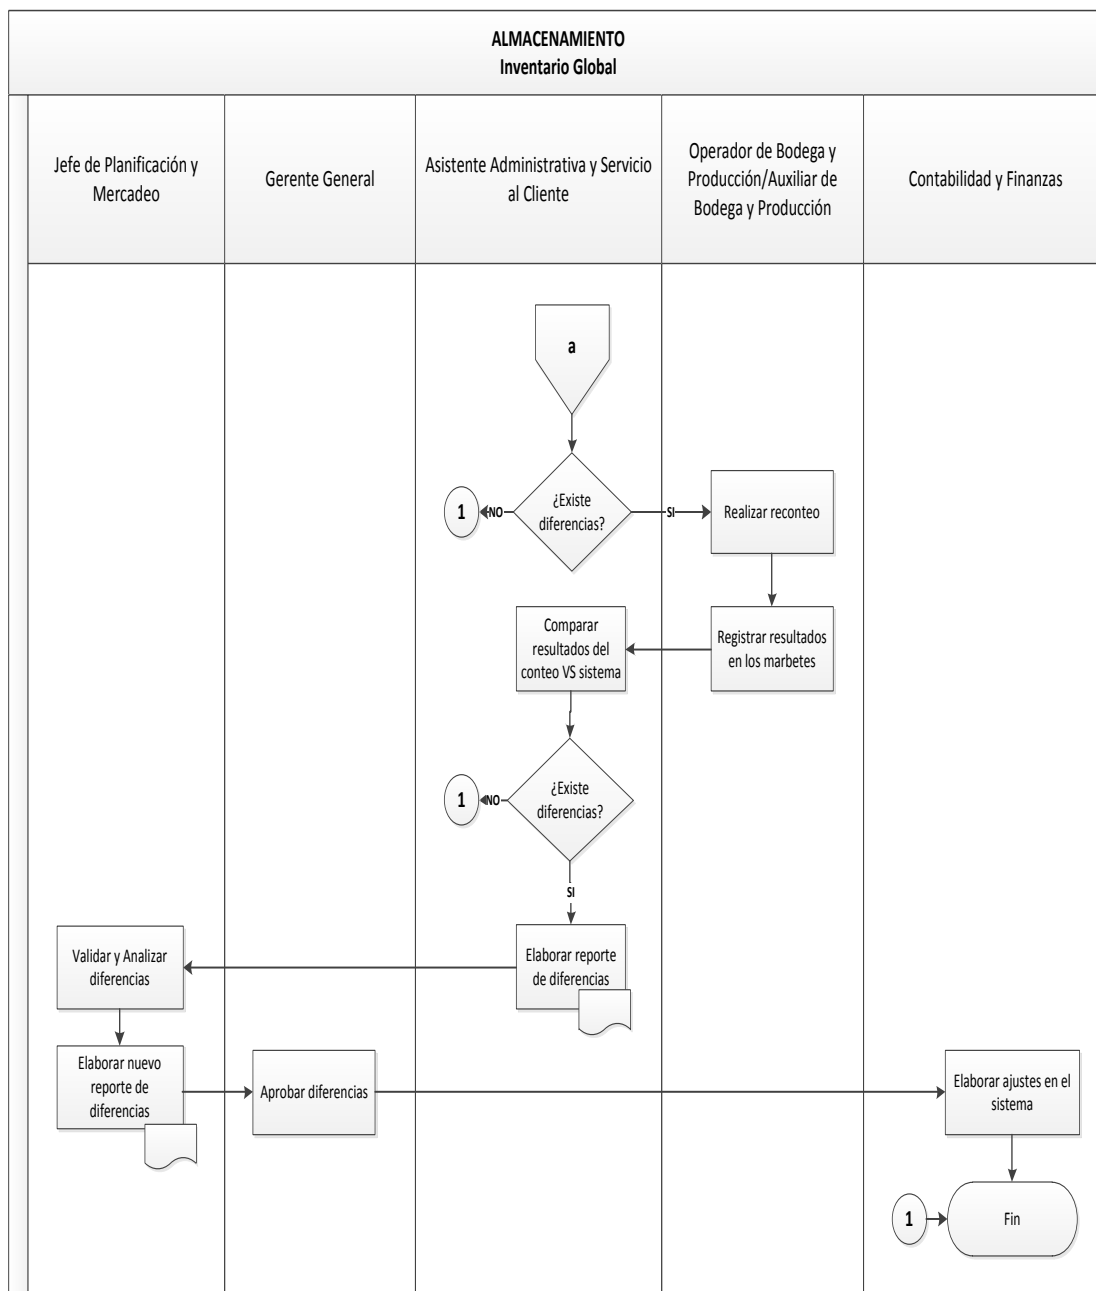 ALMACENAMIENTO
Inventario Global
Jefe de Planificación y
Mercadeo
Gerente General
Asistente Administrativa y Servicio
al Cliente
Operador de Bodega y
Producción/Auxiliar de
Bodega y Producción
Contabilidad y Finanzas
a
1
NO
¿Existe
diferencias?
SI
Realizar reconteo
Comparar
resultados del
conteo VS sistema
Registrar resultados
en los marbetes
1
NO
¿Existe
diferencias?
SI
Validar y Analizar
diferencias
Elaborar reporte
de diferencias
Elaborar nuevo
reporte de
diferencias
Aprobar diferencias
Elaborar ajustes en el
sistema
1
Fin